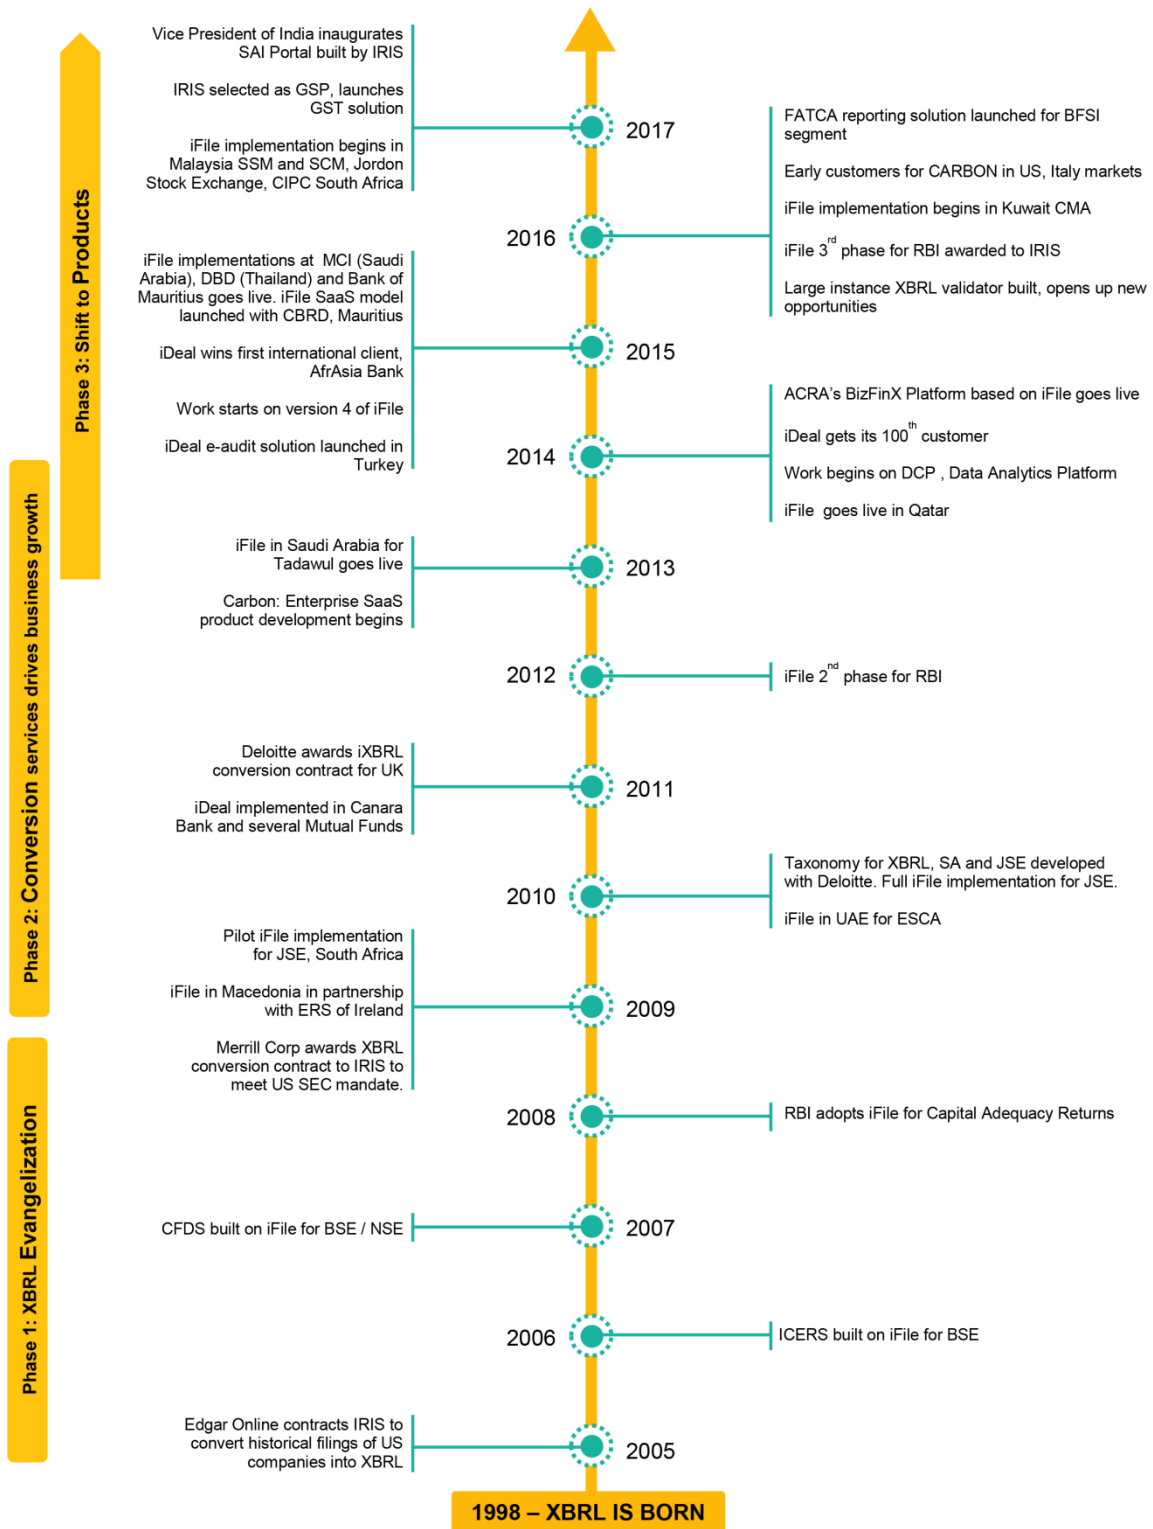 Vice President of India inaugurates
SAI Portal built by IRIS
IRIS selected as GSP, launches
GST solution
iFile implementation begins in
Malaysia SSM and SCM, Jordon
Stock Exchange, CIPC South Africa
2017
FATCA reporting solution launched for BFSI
segment
Early customers for CARBON in US, Italy markets
iFile implementation begins in Kuwait CMA
iFile 3rd phase for RBI awarded to IRIS
Large instance XBRL validator built, opens up new
opportunities
2016
iFile implementations at MCI (Saudi
Arabia), DBD (Thailand) and Bank of
Mauritius goes live. iFile SaaS model
launched with CBRD, Mauritius
iDeal wins first international client,
AfrAsia Bank
Work starts on version 4 of iFile
iDeal e-audit solution launched in
Turkey
2015
ACRA's BizFinX Platform based on iFile goes live
iDeal gets its 100th customer
Work begins on DCP , Data Analytics Platform
iFile goes live in Qatar
2014
iFile in Saudi Arabia for
Tadawul goes live
Carbon: Enterprise SaaS
product development begins
2013
2012
iFile 2nd phase for RBI
Deloitte awards iXBRL
conversion contract for UK
iDeal implemented in Canara
Bank and several Mutual Funds
2011
Taxonomy for XBRL, SA and JSE developed
with Deloitte. Full iFile implementation for JSE.
iFile in UAE for ESCA
2010
Pilot iFile implementation
for JSE, South Africa
iFile in Macedonia in partnership
with ERS of Ireland
Merrill Corp awards XBRL
conversion contract to IRIS to
meet US SEC mandate.
2009
2008
RBI adopts iFile for Capital Adequacy Returns
CFDS built on iFile for BSE / NSE
2007
2006
ICERS built on iFile for BSE
Edgar Online contracts IRIS to
convert historical filings of US
companies into XBRL
2005
1998 – XBRL IS BORN
Phase 3: Shift to Products
Phase 2: Conversion services drives business growth
Phase 1: XBRL Evangelization